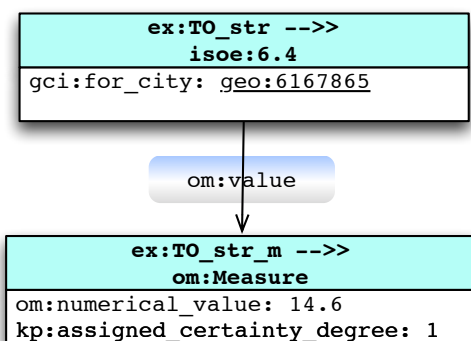 ex:TO_str -->>
isoe:6.4
gci:for_city: geo:6167865
om:value
ex:TO_str_m -->>
om:Measure
om:numerical_value: 14.6
kp:assigned_certainty_degree: 1